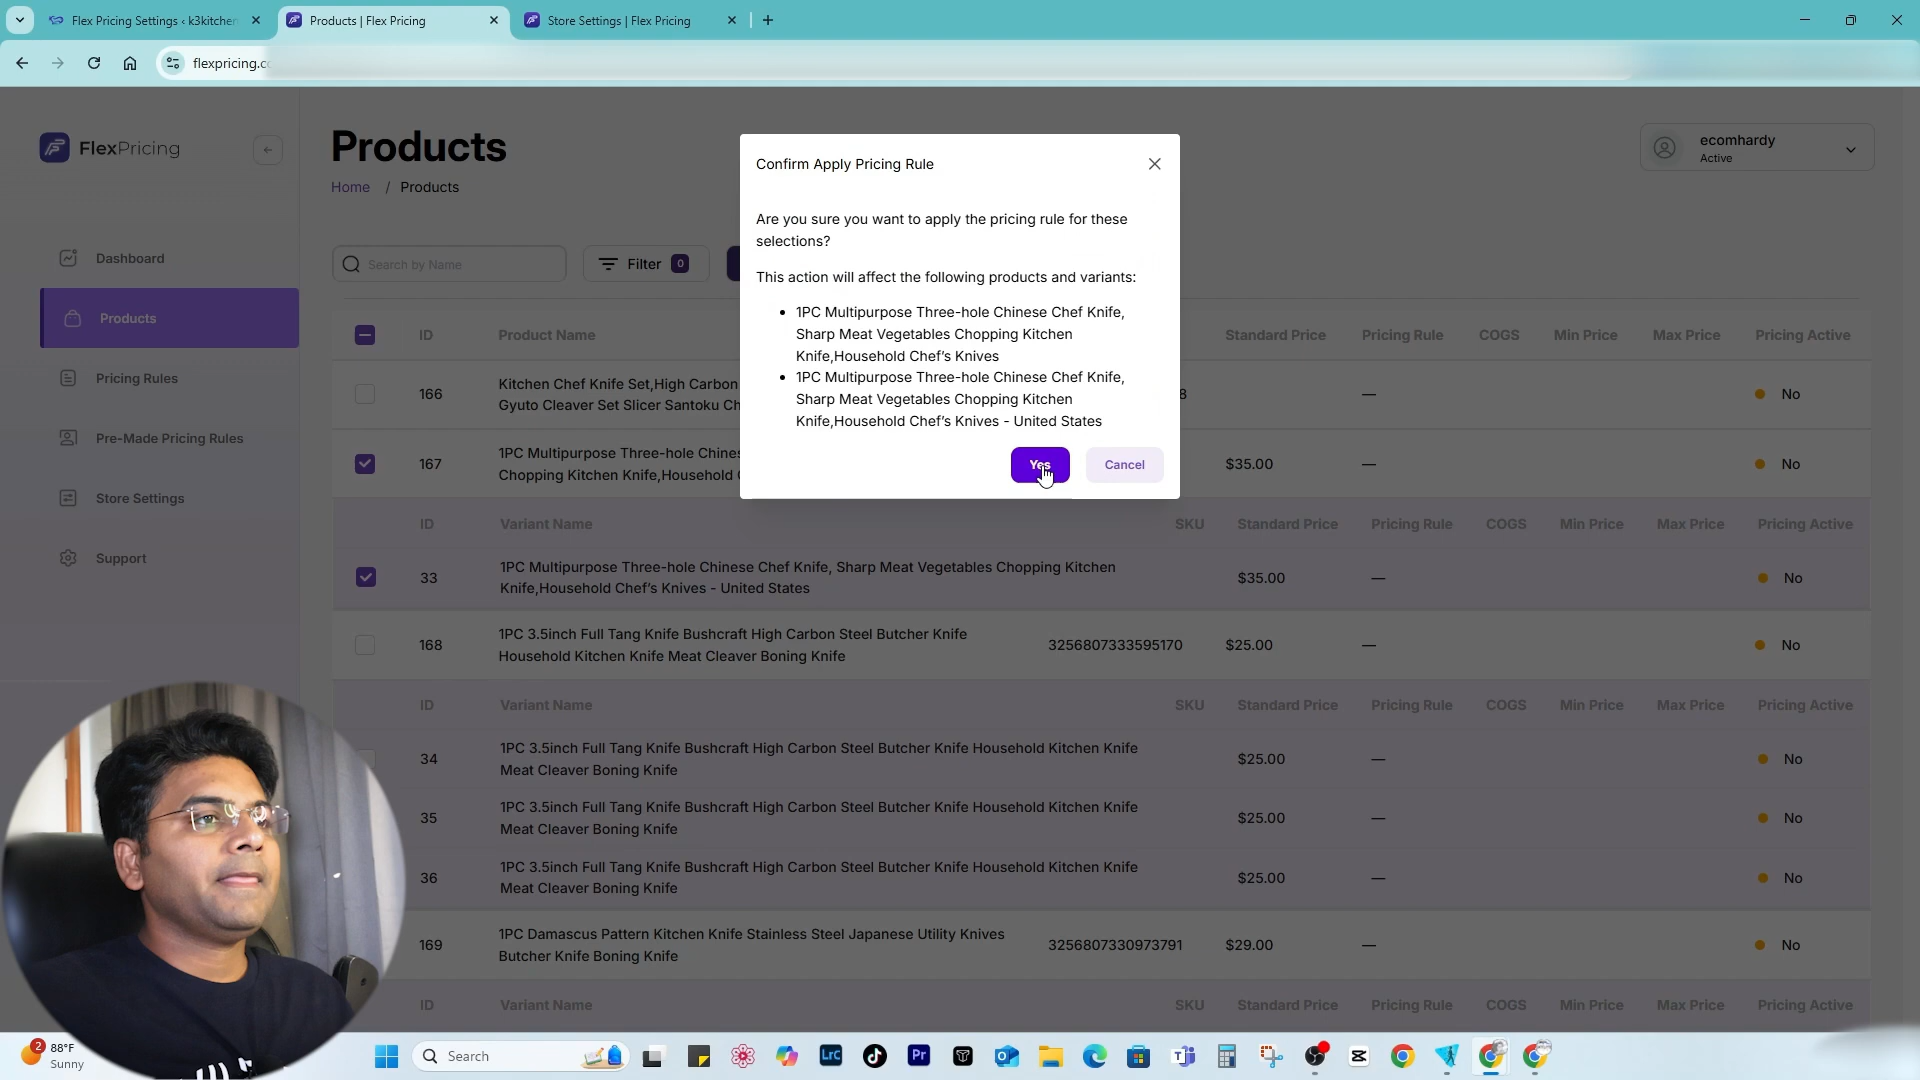 Flex Pricing Settings ‹ k3kitchen
Products | Flex Pricing
Store Settings | Flex Pricing
flexpricing.co
FlexPricing
Products
Home / Products
ecomhardy
Active
Dashboard
Products
Pricing Rules
Pre-Made Pricing Rules
Store Settings
Support
Search by Name
Filter 0
Confirm Apply Pricing Rule
Are you sure you want to apply the pricing rule for these
selections?
This action will affect the following products and variants:
• 1PC Multipurpose Three-hole Chinese Chef Knife,
Sharp Meat Vegetables Chopping Kitchen
Knife,Household Chef's Knives
• 1PC Multipurpose Three-hole Chinese Chef Knife,
Sharp Meat Vegetables Chopping Kitchen
Knife,Household Chef's Knives - United States
Yes Cancel
ID Product Name Standard Price Pricing Rule COGS Min Price Max Price Pricing Active
166 Kitchen Chef Knife Set,High Carbon 8 — No
Gyuto Cleaver Set Slicer Santoku Ch
167 1PC Multipurpose Three-hole Chines $35.00 — No
Chopping Kitchen Knife,Household C
ID Variant Name SKU Standard Price Pricing Rule COGS Min Price Max Price Pricing Active
33 1PC Multipurpose Three-hole Chinese Chef Knife, Sharp Meat Vegetables Chopping Kitchen $35.00 — No
Knife,Household Chef's Knives - United States
168 1PC 3.5inch Full Tang Knife Bushcraft High Carbon Steel Butcher Knife 3256807333595170 $25.00 — No
Household Kitchen Knife Meat Cleaver Boning Knife
ID Variant Name SKU Standard Price Pricing Rule COGS Min Price Max Price Pricing Active
34 1PC 3.5inch Full Tang Knife Bushcraft High Carbon Steel Butcher Knife Household Kitchen Knife $25.00 — No
Meat Cleaver Boning Knife
35 1PC 3.5inch Full Tang Knife Bushcraft High Carbon Steel Butcher Knife Household Kitchen Knife $25.00 — No
Meat Cleaver Boning Knife
36 1PC 3.5inch Full Tang Knife Bushcraft High Carbon Steel Butcher Knife Household Kitchen Knife $25.00 — No
Meat Cleaver Boning Knife
169 1PC Damascus Pattern Kitchen Knife Stainless Steel Japanese Utility Knives 3256807330973791 $29.00 — No
Butcher Knife Boning Knife
ID Variant Name SKU Standard Price Pricing Rule COGS Min Price Max Price Pricing Active
2 88°F
Sunny
Search
LrC
Pr